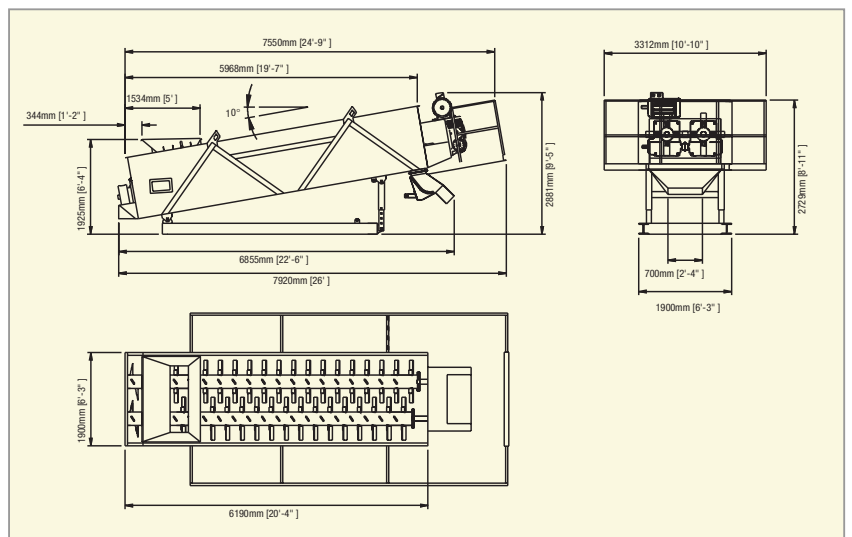 7550mm [24'-9" ]
5968mm [19'-7" ]
1534mm [5' ]
344mm [1'-2" ]
10°
1925mm [6'-4" ]
2881mm [9'-5" ]
6855mm [22'-6" ]
7920mm [26' ]
3312mm [10'-10" ]
2729mm [8'-11" ]
700mm [2'-4" ]
1900mm [6'-3" ]
1900mm [6'-3" ]
6190mm [20'-4" ]